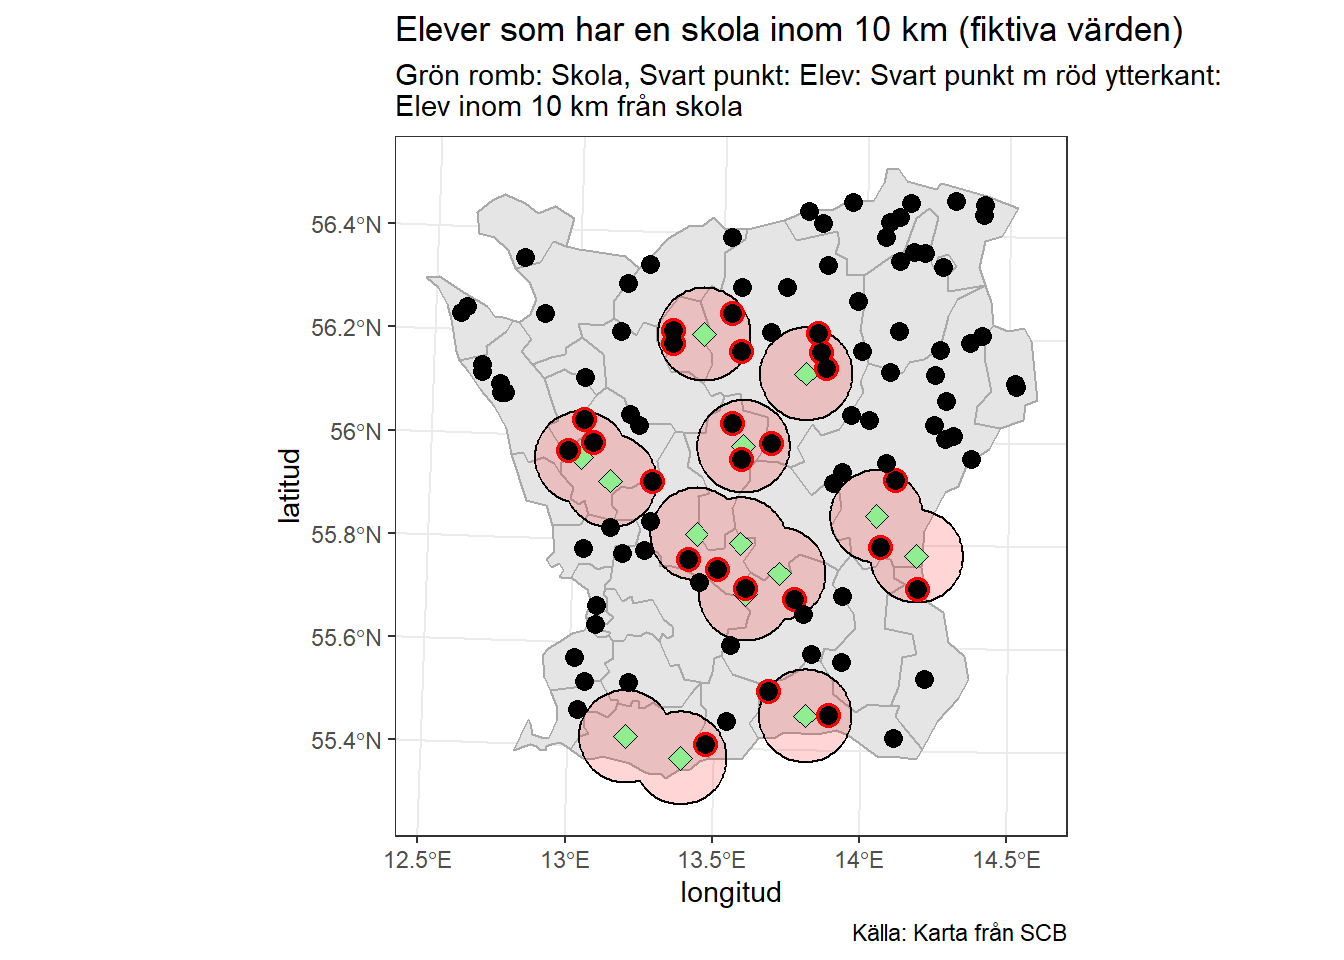 Elever som har en skola inom 10 km (fiktiva värden)
Grön romb: Skola, Svart punkt: Elev: Svart punkt m röd ytterkant:
Elev inom 10 km från skola
56.4°N
56.2°N
56°N
55.8°N
55.6°N
55.4°N
latitud
12.5°E 13°E 13.5°E 14°E 14.5°E
longitud
Källa: Karta från SCB